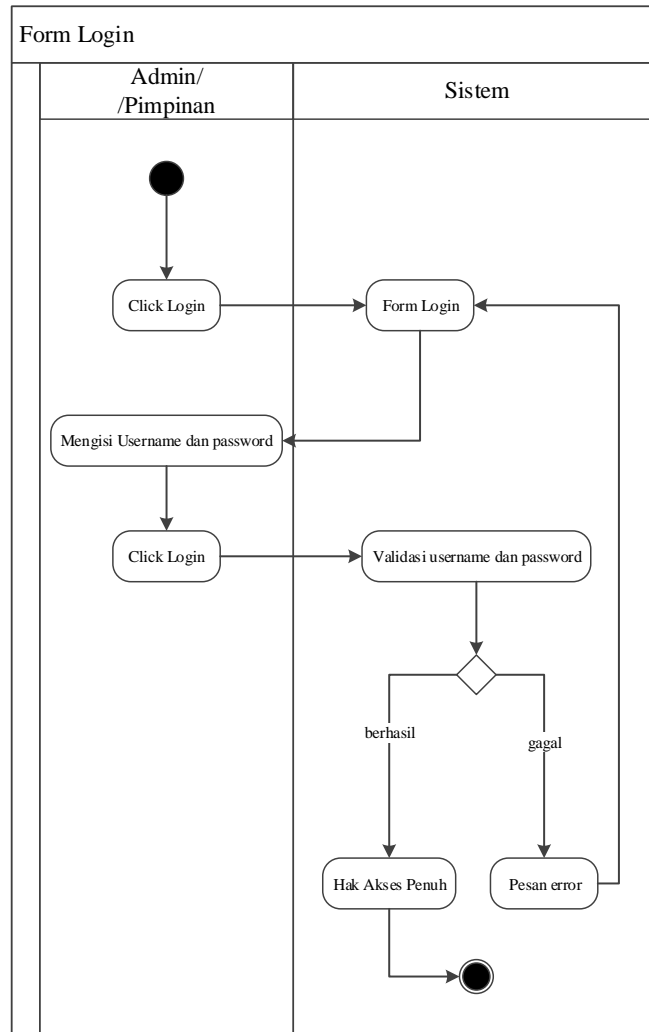 Form Login
Admin/
/Pimpinan
Sistem
Click Login
Form Login
Mengisi Username dan password
Click Login
Validasi username dan password
berhasil
gagal
Hak Akses Penuh
Pesan error